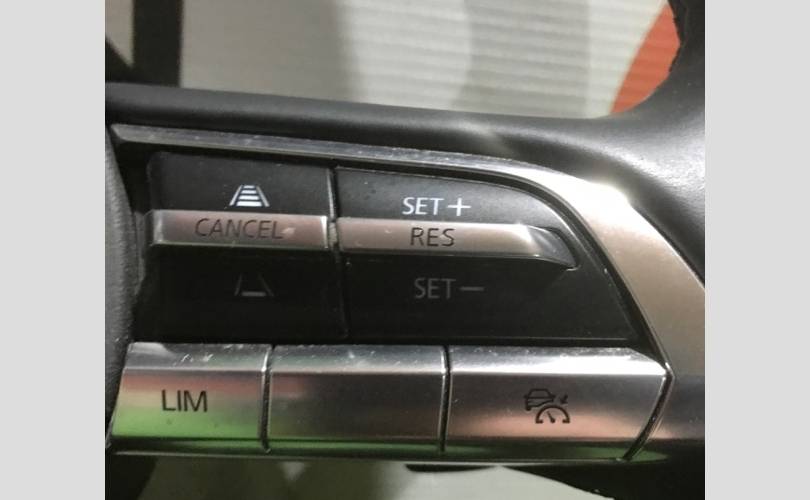 SET+
CANCEL
RES
SET-
LIM